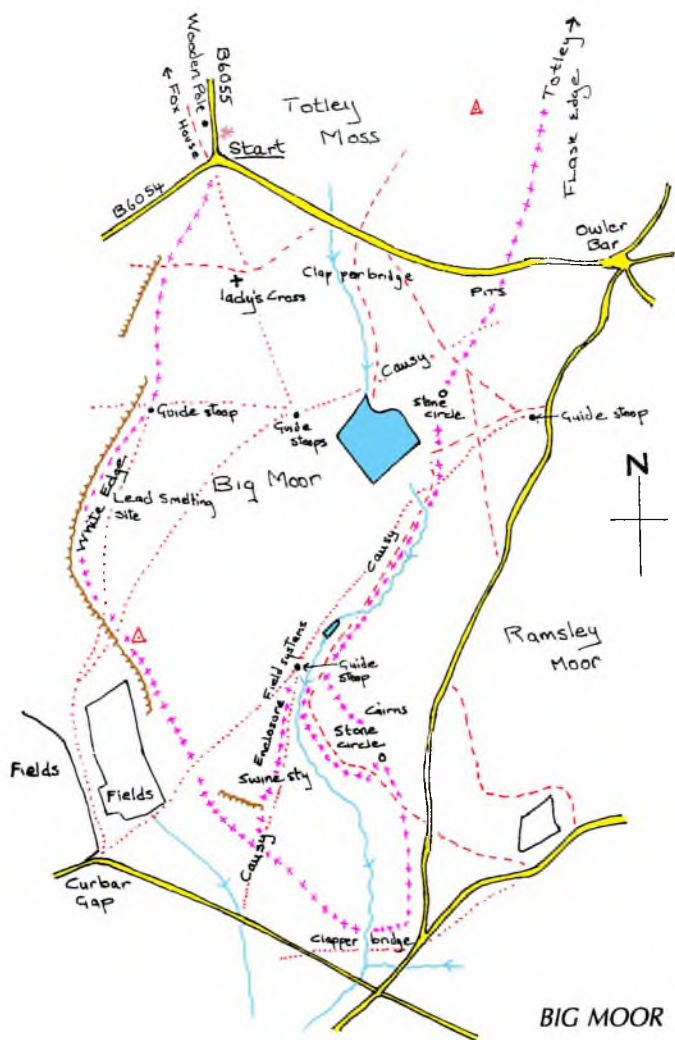 Wooden Pole
B6055
Fox House
Start
B6054
Totley
Moss
Totley
Flask Edge
Owler
Bar
Clapper bridge
Lady's Cross
PITS
Causy
Stone
circle
Guide stoop
Guide
stoops
Guide stoop
White Edge
Big Moor
Lead Smelting
Site
N
Causy
Ramsley
Moor
Enclosure Field systems
Guide
stoop
Cairns
Stone
circle
Fields
Fields
Swine sty
Causy
Curbar
Gap
Clapper bridge
BIG MOOR